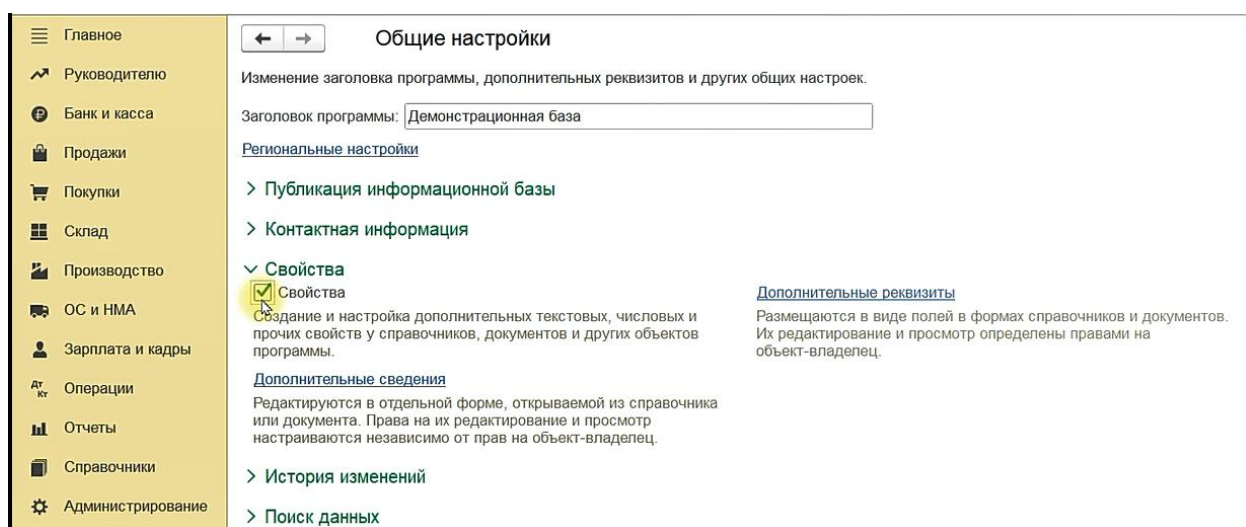 Главное
Руководителю
Банк и касса
Продажи
Покупки
Склад
Производство
ОС и НМА
Зарплата и кадры
Дт Кт Операции
Отчеты
Справочники
Администрирование
Общие настройки
Изменение заголовка программы, дополнительных реквизитов и других общих настроек.
Заголовок программы: Демонстрационная база
Региональные настройки
Публикация информационной базы
Контактная информация
Свойства
Свойства
Создание и настройка дополнительных текстовых, числовых и
прочих свойств у справочников, документов и других объектов
программы.
Дополнительные реквизиты
Размещаются в виде полей в формах справочников и документов.
Их редактирование и просмотр определены правами на
объект-владелец.
Дополнительные сведения
Редактируются в отдельной форме, открываемой из справочника
или документа. Права на их редактирование и просмотр
настраиваются независимо от прав на объект-владелец.
История изменений
Поиск данных